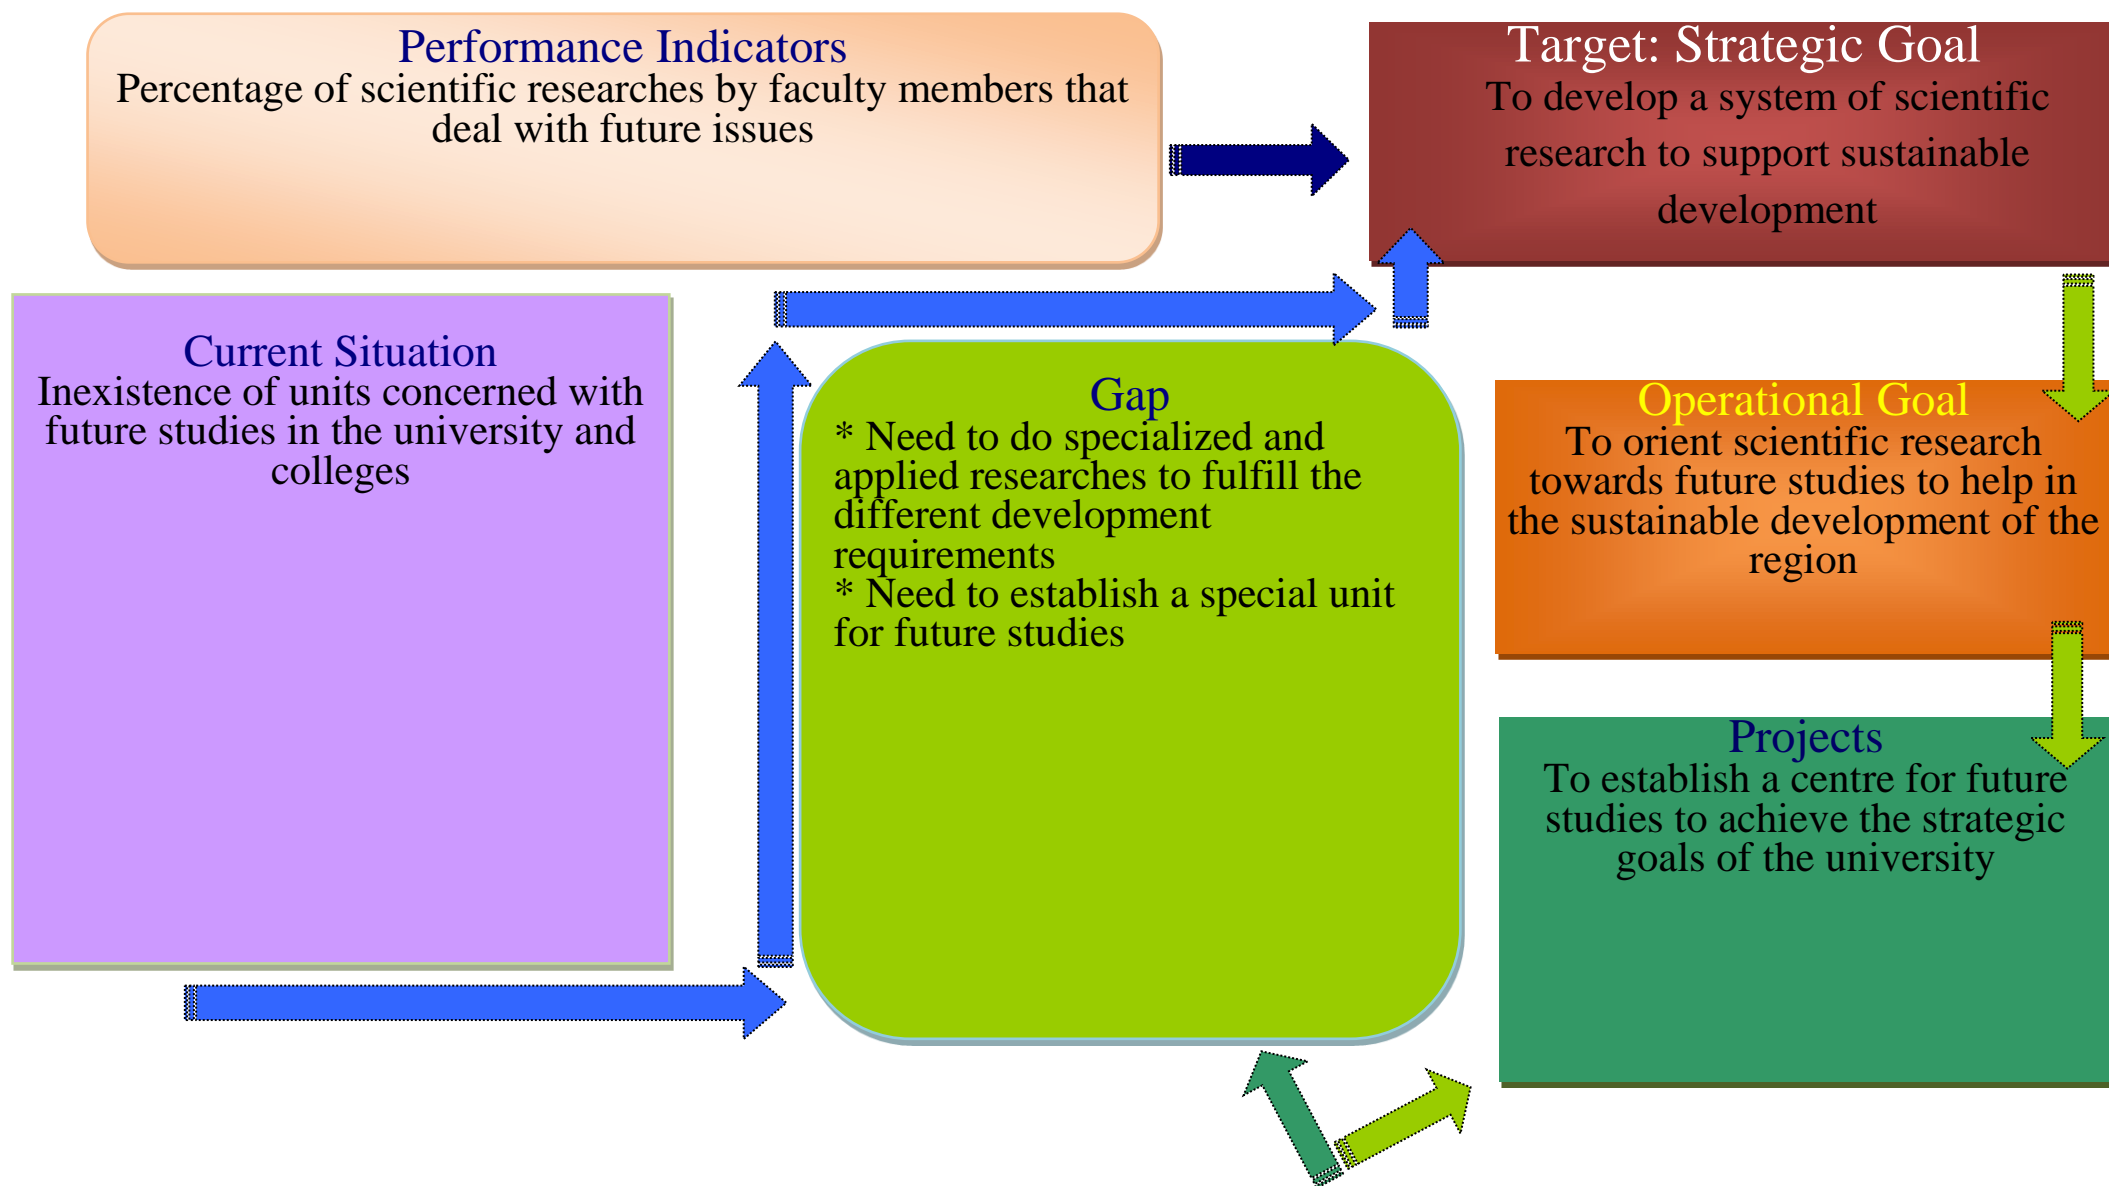 Performance Indicators
Percentage of scientific researches by faculty members that
deal with future issues
Target: Strategic Goal
To develop a system of scientific
research to support sustainable
development
Current Situation
Inexistence of units concerned with
future studies in the university and
colleges
Gap
* Need to do specialized and
applied researches to fulfill the
different development
requirements
* Need to establish a special unit
for future studies
Operational Goal
To orient scientific research
towards future studies to help in
the sustainable development of the
region
Projects
To establish a centre for future
studies to achieve the strategic
goals of the university